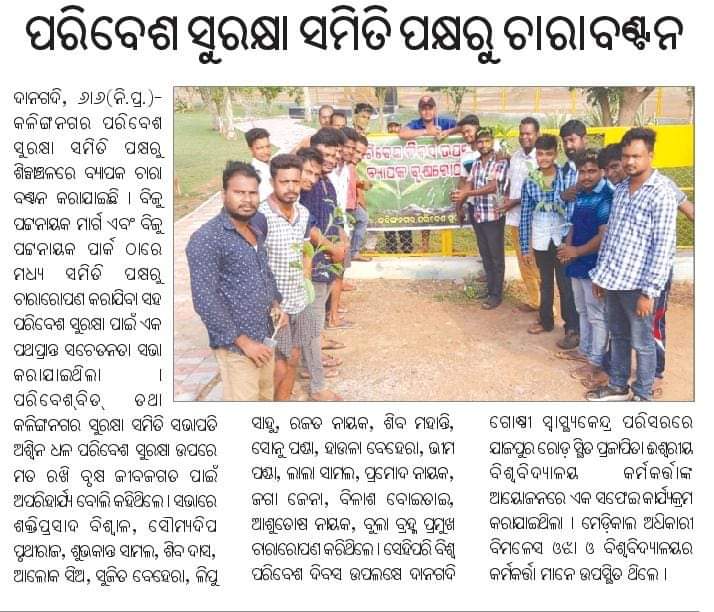 ପରିବେଶ ସୁରକ୍ଷା ସମିତି ପକ୍ଷରୁ ଚାରାବଣ୍ଟନ
ଦାନଗଦି, ୬।୬(ନି.ପ୍ର.)-
କଳିଙ୍ଗନଗର ପରିବେଶ
ସୁରକ୍ଷା ସମିତି ପକ୍ଷରୁ
ଶିଳ୍ପାଞ୍ଚଳରେ ବ୍ୟାପକ ଚାରା
ବଣ୍ଟନ କରାଯାଇଛି । ବିଜୁ
ପଟ୍ଟନାୟକ ମାର୍ଗ ଏବଂ ବିଜୁ
ପଟ୍ଟନାୟକ ପାର୍କ ଠାରେ
ମଧ୍ୟ ସମିତି ପକ୍ଷରୁ
ଚାରାରୋପଣ କରାଯିବା ସହ
ପରିବେଶ ସୁରକ୍ଷା ପାଇଁ ଏକ
ପଥପ୍ରାନ୍ତ ସଚେତନତା ସଭା
କରାଯାଇଥିଲା ।
ପରିବେଶ୍‌ବିତ୍ ତଥା
କଳିଙ୍ଗନଗର ସୁରକ୍ଷା ସମିତି ସଭାପତି
ଅଶ୍ୱିନ ଧଳ ପରିବେଶ ସୁରକ୍ଷା ଉପରେ
ମତ ରଖି ବୃକ୍ଷ ଜୀବଜଗତ ପାଇଁ
ଅପରିହାର୍ଯ୍ୟ ବୋଲି କହିଥିଲେ । ସଭାରେ
ଶକ୍ତିପ୍ରସାଦ ବିଶ୍ୱାଳ, ସୌମ୍ୟଦିପ
ପୃଥୀରାଜ, ଶୁଭକାନ୍ତ ସାମଲ, ଶିବ ଦାସ,
ଆଲୋକ ସିଂଅ, ସୁଜିତ ବେହେରା, ଲିପୁ
ସାହୁ, ରଜତ ନାୟକ, ଶିବ ମହାନ୍ତି,
ସୋନୁ ପଣ୍ଡା, ହାଉଳା ବେହେରା, ଭୀମ
ପଣ୍ଡା, ଲାଲା ସାମଲ, ପ୍ରମୋଦ ନାୟକ,
ଜଗା ଜେନା, ବିଳାଶ ବୋଇତାଇ,
ଆଶୁତୋଷ ନାୟକ, ବୁଲା ବ୍ରହ୍ମ ପ୍ରମୁଖ
ଚାରାରୋପଣ କରିଥିଲେ । ସେହିପରି ବିଶ୍ୱ
ପରିବେଶ ଦିବସ ଉପଲକ୍ଷେ ଦାନଗଦି
ଗୋଷ୍ଠୀ ସ୍ୱାସ୍ଥ୍ୟକେନ୍ଦ୍ର ପରିସରରେ
ଯାଜପୁର ରୋଡ଼ ସ୍ଥିତ ପ୍ରଜାପିତା ଈଶ୍ୱରୀୟ
ବିଶ୍ୱବିଦ୍ୟାଳୟ କର୍ମକର୍ତ୍ତାଙ୍କ
ଆୟୋଜନରେ ଏକ ସଫେଇ କାର୍ଯ୍ୟକ୍ରମ
କରାଯାଇଥିଲା । ମେଡ଼ିକାଲ ଅଧିକାରୀ
ବିମଳେସ ଓଝା ଓ ବିଶ୍ୱବିଦ୍ୟାଳୟର
କର୍ମକର୍ତ୍ତା ମାନେ ଉପସ୍ଥିତ ଥିଲେ ।
ଦିବସ ଉପ
ବ୍ୟାପକ ବୃକ୍ଷରୋପ
କଳିଙ୍ଗନଗର ପରିବେଶ